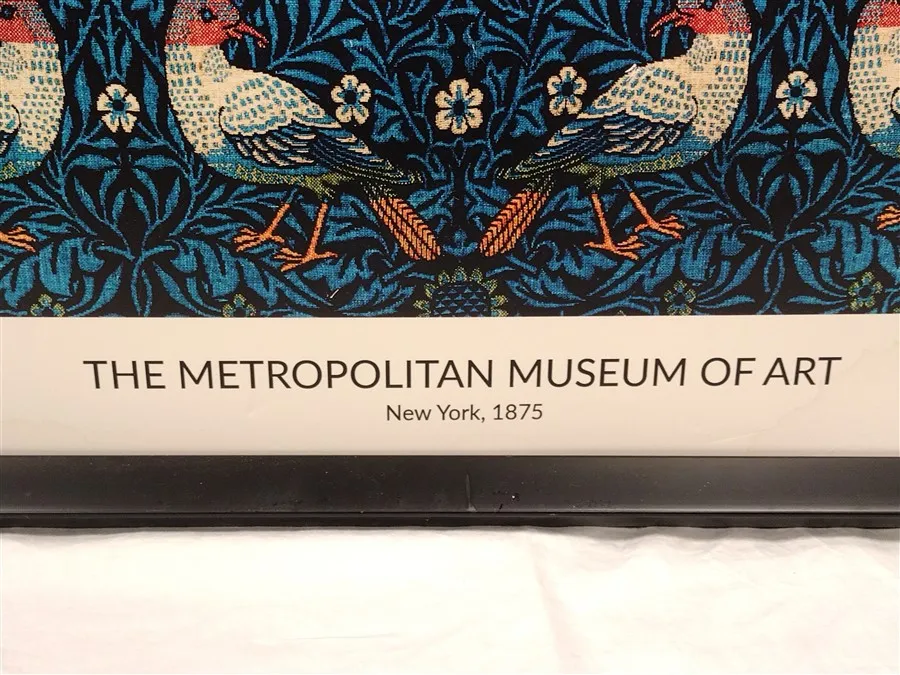 THE METROPOLITAN MUSEUM OF ART
New York, 1875